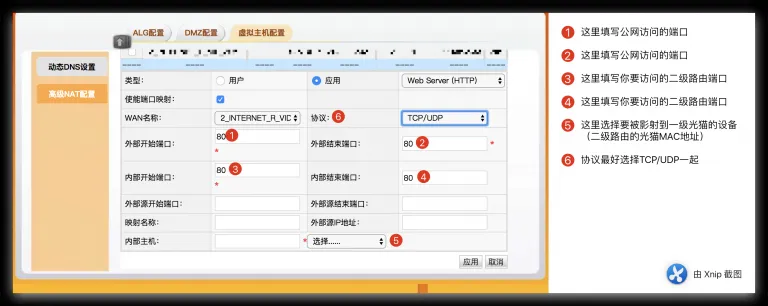 ALG配置
DMZ配置
虚拟主机配置
动态DNS设置
高级NAT配置
类型:
用户
应用
Web Server (HTTP)
使能端口映射:
WAN名称:
2_INTERNET_R_VID
协议:
6
TCP/UDP
外部开始端口:
80
1
*
外部结束端口:
80
2
*
内部开始端口:
80
3
*
内部结束端口:
80
4
外部源开始端口:
外部源结束端口:
映射名称:
外部源IP地址:
内部主机:
*
选择......
5
应用
取消
1 这里填写公网访问的端口
2 这里填写公网访问的端口
3 这里填写你要访问的二级路由端口
4 这里填写你要访问的二级路由端口
5 这里选择要被影射到一级光猫的设备
（二级路由的光猫MAC地址）
6 协议最好选择TCP/UDP一起
由 Xnip 截图